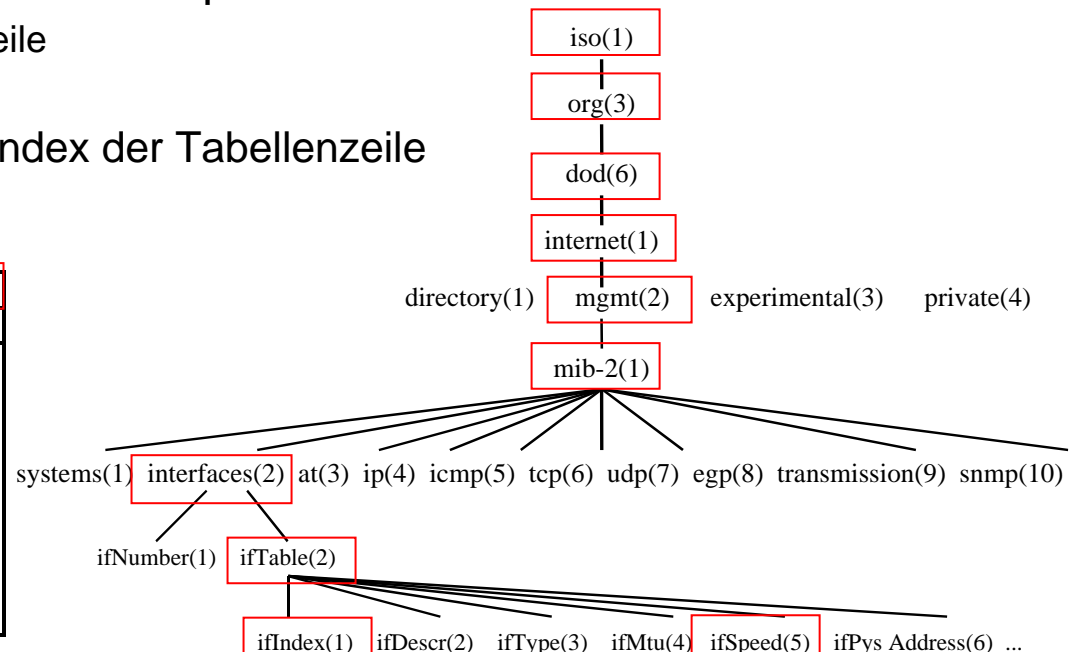 eile
ndex der Tabellenzeile
iso(1)
org(3)
dod(6)
internet(1)
directory(1) mgmt(2) experimental(3) private(4)
mib-2(1)
systems(1) interfaces(2) at(3) ip(4) icmp(5) tcp(6) udp(7) egp(8) transmission(9) snmp(10)
ifNumber(1) ifTable(2)
ifIndex(1) ifDescr(2) ifType(3) ifMtu(4) ifSpeed(5) ifPys Address(6) ...